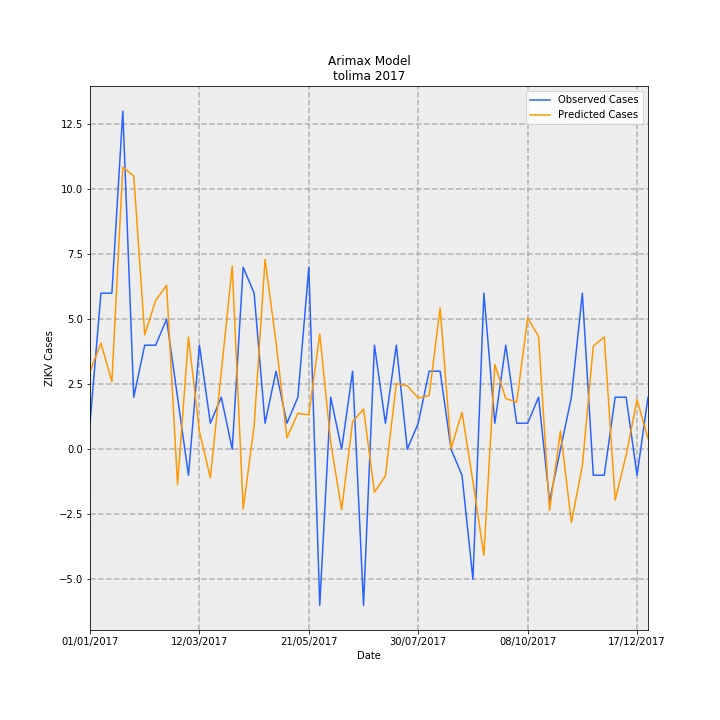 Arimax Model
tolima 2017
Observed Cases
Predicted Cases
12.5
10.0
7.5
5.0
2.5
0.0
−2.5
−5.0
ZIKV Cases
01/01/2017 12/03/2017 21/05/2017 30/07/2017 08/10/2017 17/12/2017
Date